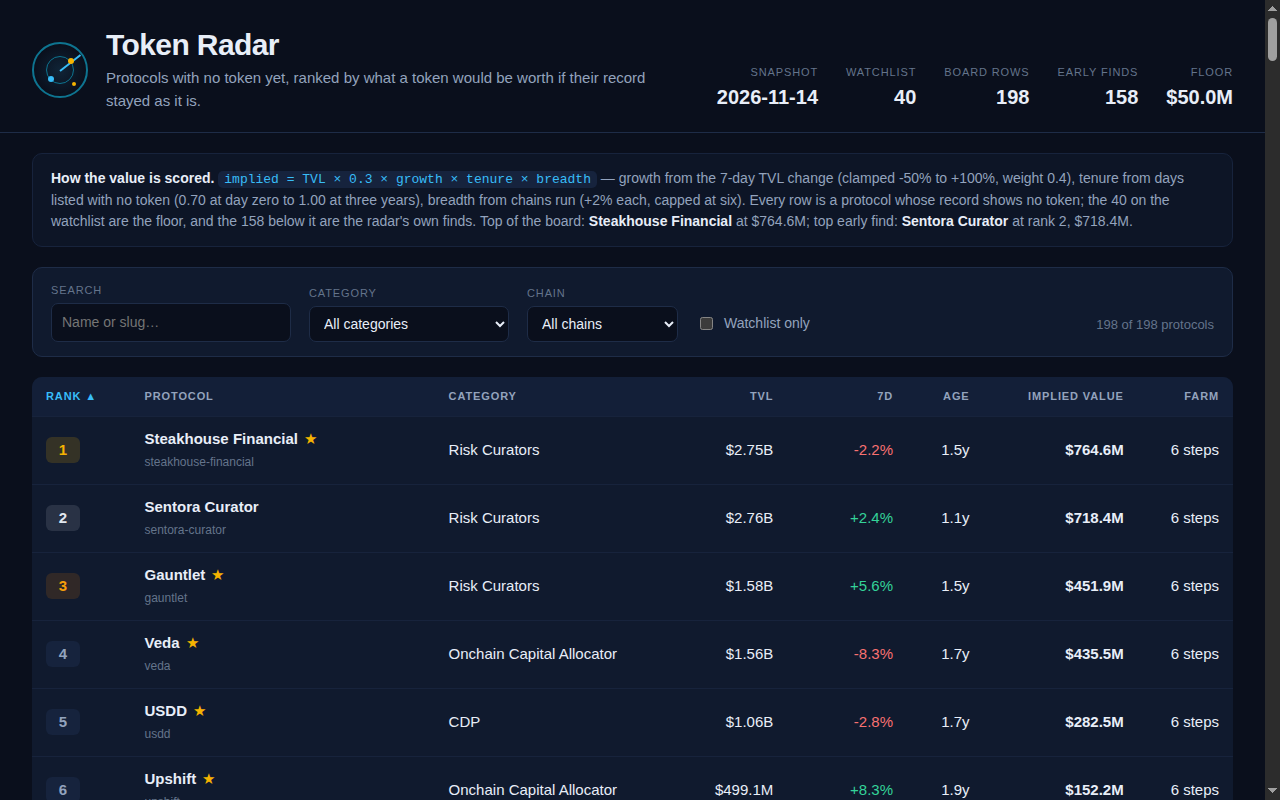 Token Radar
Protocols with no token yet, ranked by what a token would be worth if their record
stayed as it is.
SNAPSHOT WATCHLIST BOARD ROWS EARLY FINDS FLOOR
2026-11-14 40 198 158 $50.0M
How the value is scored. implied = TVL × 0.3 × growth × tenure × breadth — growth from the 7-day TVL change (clamped -50% to +100%, weight 0.4), tenure from days
listed with no token (0.70 at day zero to 1.00 at three years), breadth from chains run (+2% each, capped at six). Every row is a protocol whose record shows no token; the 40 on the
watchlist are the floor, and the 158 below it are the radar's own finds. Top of the board: Steakhouse Financial at $764.6M; top early find: Sentora Curator at rank 2, $718.4M.
SEARCH CATEGORY CHAIN
Name or slug… All categories All chains Watchlist only 198 of 198 protocols
RANK ▲ PROTOCOL CATEGORY TVL 7D AGE IMPLIED VALUE FARM
1 Steakhouse Financial ★ Risk Curators $2.75B -2.2% 1.5y $764.6M 6 steps
steakhouse-financial
2 Sentora Curator Risk Curators $2.76B +2.4% 1.1y $718.4M 6 steps
sentora-curator
3 Gauntlet ★ Risk Curators $1.58B +5.6% 1.5y $451.9M 6 steps
gauntlet
4 Veda ★ Onchain Capital Allocator $1.56B -8.3% 1.7y $435.5M 6 steps
veda
5 USDD ★ CDP $1.06B -2.8% 1.7y $282.5M 6 steps
usdd
6 Upshift ★ Onchain Capital Allocator $499.1M +8.3% 1.9y $152.2M 6 steps